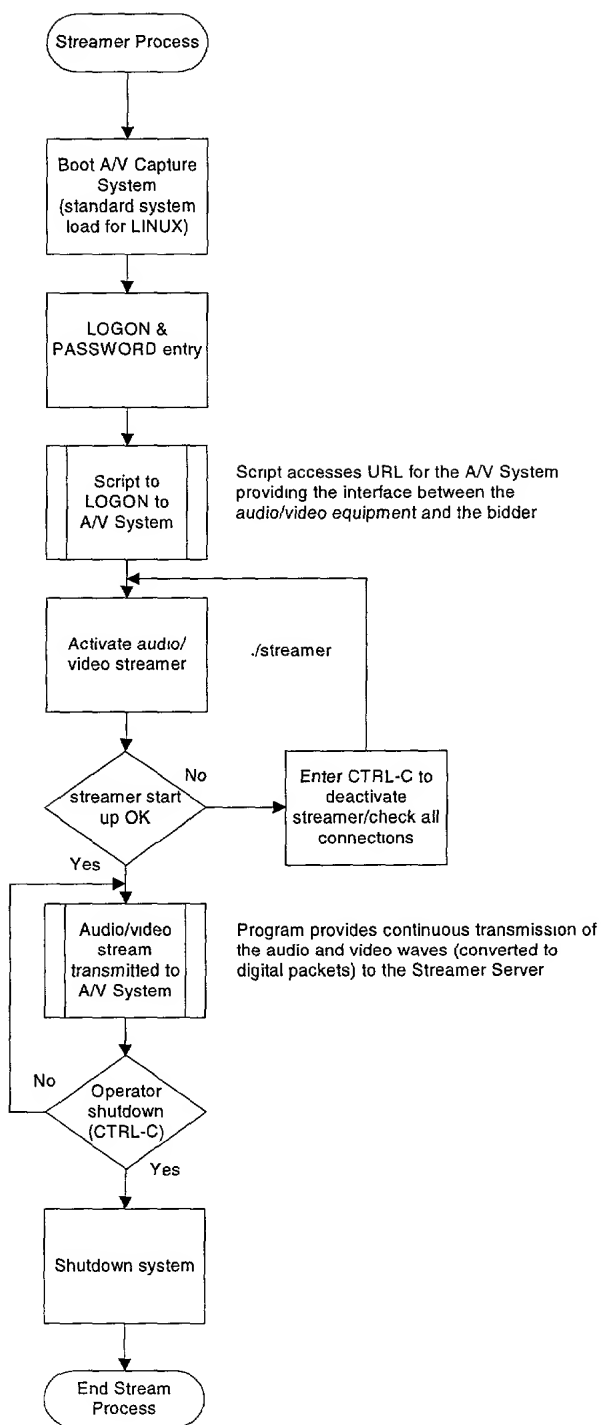 Streamer Process
Boot A/V Capture
System
(standard system
load for LINUX)
LOGON &
PASSWORD entry
Script to
LOGON to
A/V System
Script accesses URL for the A/V System
providing the interface between the
audio/video equipment and the bidder
Activate audio/
video streamer
./streamer
streamer start
up OK
No
Enter CTRL-C to
deactivate
streamer/check all
connections
Yes
Audio/video
stream
transmitted to
A/V System
Program provides continuous transmission of
the audio and video waves (converted to
digital packets) to the Streamer Server
No
Operator
shutdown
(CTRL-C)
Yes
Shutdown system
End Stream
Process